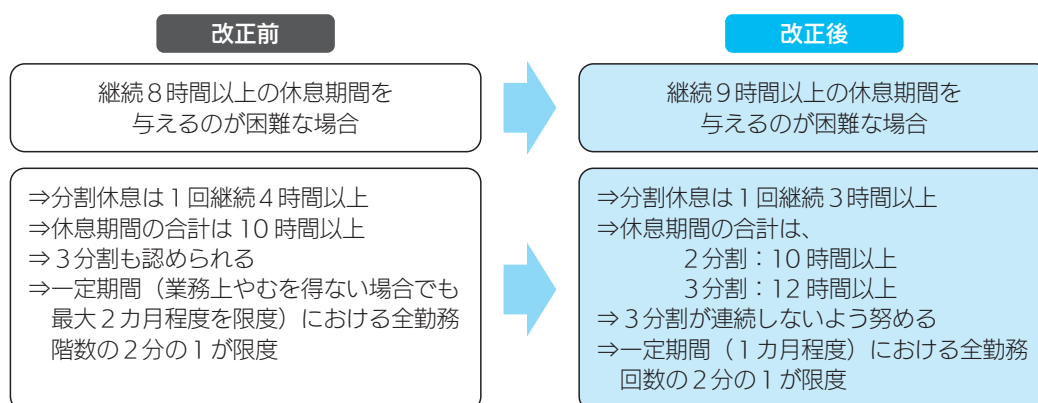 改正前
継続８時間以上の休息期間を
与えるのが困難な場合
⇒分割休息は１回継続４時間以上
⇒休息期間の合計は 10 時間以上
⇒３分割も認められる
⇒一定期間（業務上やむを得ない場合でも
最大２カ月程度を限度）における全勤務
階数の２分の１が限度
改正後
継続９時間以上の休息期間を
与えるのが困難な場合
⇒分割休息は１回継続３時間以上
⇒休息期間の合計は、
２分割：10 時間以上
３分割：12 時間以上
⇒３分割が連続しないよう努める
⇒一定期間（１カ月程度）における全勤務
回数の２分の１が限度